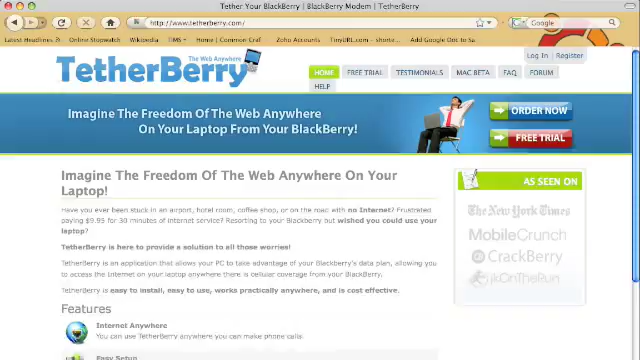 Tether Your BlackBerry | BlackBerry Modem | TetherBerry
http://www.tetherberry.com/
Google
Latest Headlines
Online Stopwatch
Wikipedia
TIMS
Home — Common Cref
Zoho Accounts
TinyURL.com – shorte...
Add Google Doc to Sa
Log In | Register
The Web Anywhere
TetherBerry
HOME
FREE TRIAL
TESTIMONIALS
MAC BETA
FAQ
FORUM
HELP
Imagine The Freedom Of The Web Anywhere
On Your Laptop From Your BlackBerry!
ORDER NOW
FREE TRIAL
Imagine The Freedom Of The Web Anywhere On Your
Laptop!
Have you ever been stuck in an airport, hotel room, coffee shop, or on the road with no Internet? Frustrated
paying $9.95 for 30 minutes of internet service? Resorting to your Blackberry but wished you could use your
laptop?
TetherBerry is here to provide a solution to all those worries!
TetherBerry is an application that allows your PC to take advantage of your Blackberry's data plan, allowing you
to access the Internet on your laptop anywhere there is cellular coverage from your BlackBerry.
TetherBerry is easy to install, easy to use, works practically anywhere, and is cost effective.
Features
Internet Anywhere
You can use TetherBerry anywhere you can make phone calls.
Easy Setup
AS SEEN ON
The New York Times
MobileCrunch
CrackBerry
jkOnTheRun